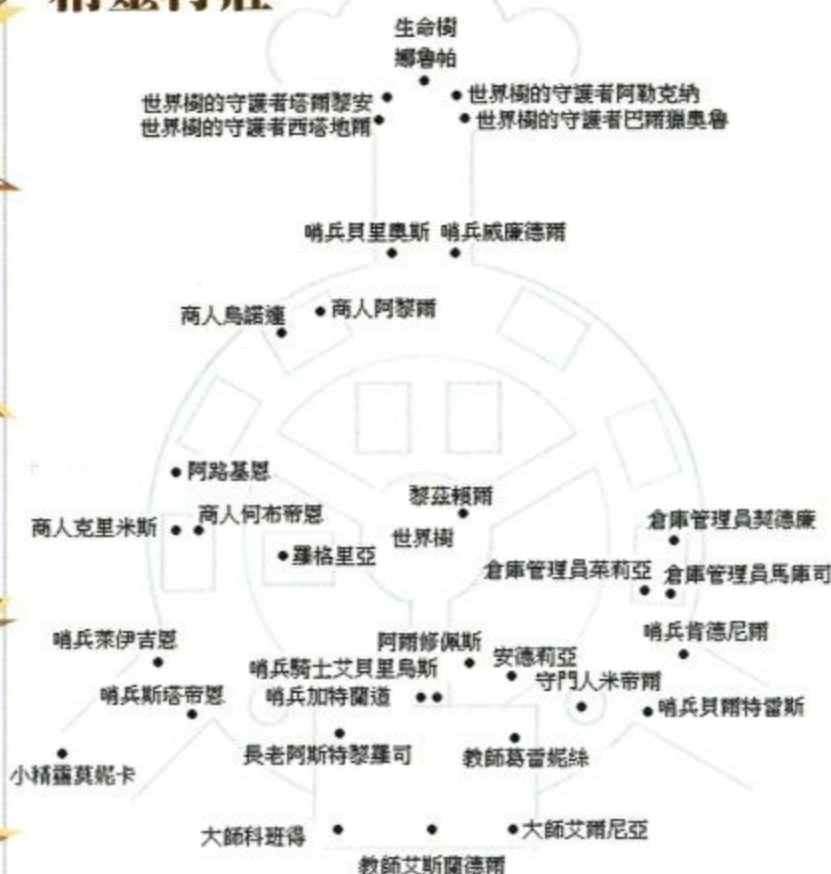 精靈村莊
生命樹
娜魯帕
世界樹的守護者塔爾黎安
世界樹的守護者阿勒克納
世界樹的守護者西塔地爾
世界樹的守護者巴爾獵奧魯
哨兵貝里奧斯
哨兵威廉德爾
商人烏諾連
商人阿黎爾
阿路基恩
黎茲賴爾
商人克里米斯
商人何布帝恩
世界樹
倉庫管理員契德廉
羅格里亞
倉庫管理員茱莉亞
倉庫管理員馬庫司
哨兵萊伊吉恩
阿爾修佩斯
哨兵肯德尼爾
哨兵騎士艾貝里烏斯
安德莉亞
哨兵斯塔帝恩
哨兵加特蘭道
守門人米帝爾
哨兵貝爾特雷斯
長老阿斯特黎羅司
教師葛雷妮絲
小精靈莫妮卡
大師科班得
大師艾爾尼亞
教師艾斯蘭德爾